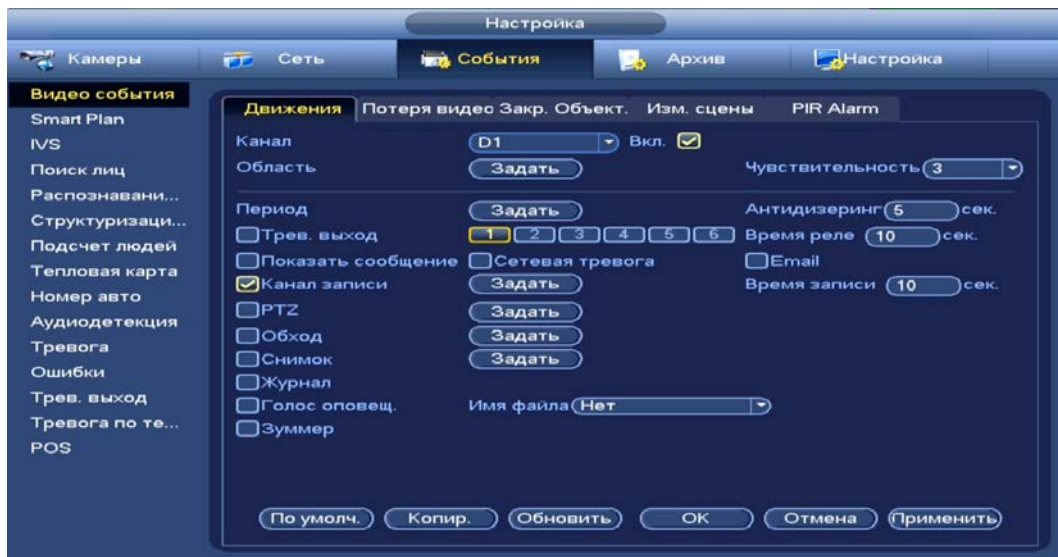 Настройка
Камеры Сеть События Архив Настройка
Видео события
Smart Plan
IVS
Поиск лиц
Распознавани...
Структуризаци...
Подсчет людей
Тепловая карта
Номер авто
Аудиодетекция
Тревога
Ошибки
Трев. выход
Тревога по те...
POS
Движения Потеря видео Закр. Объект. Изм. сцены PIR Alarm
Канал D1 Вкл.
Область Задать Чувствительность 3
Период Задать Антидизеринг 5 сек.
Трев. выход 1 2 3 4 5 6 Время реле 10 сек.
Показать сообщение Сетевая тревога Email
Канал записи Задать Время записи 10 сек.
PTZ Задать
Обход Задать
Снимок Задать
Журнал
Голос оповещ. Имя файла Нет
Зуммер
По умолч. Копир. Обновить OK Отмена Применить